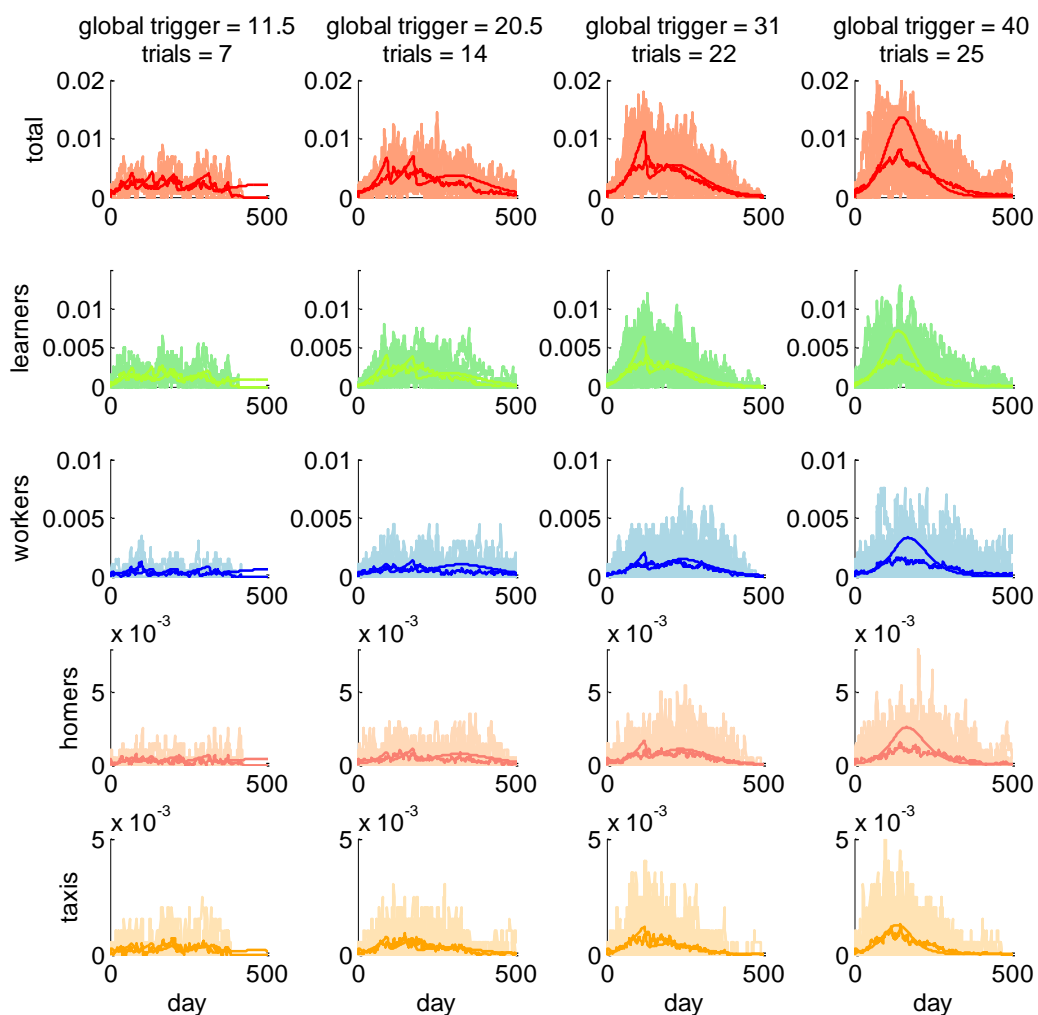 global trigger = 11.5
trials = 7
global trigger = 20.5
trials = 14
global trigger = 31
trials = 22
global trigger = 40
trials = 25
total
0.02
0.01
0
0 500
0.02
0.01
0
0 500
0.02
0.01
0
0 500
0.02
0.01
0
0 500
learners
0.01
0.005
0
0 500
0.01
0.005
0
0 500
0.01
0.005
0
0 500
0.01
0.005
0
0 500
workers
0.01
0.005
0
0 500
0.01
0.005
0
0 500
0.01
0.005
0
0 500
0.01
0.005
0
0 500
homers
x 10⁻³
5
0
0 500
x 10⁻³
5
0
0 500
x 10⁻³
5
0
0 500
x 10⁻³
5
0
0 500
taxis
x 10⁻³
5
0
0 500
day
x 10⁻³
5
0
0 500
day
x 10⁻³
5
0
0 500
day
x 10⁻³
5
0
0 500
day